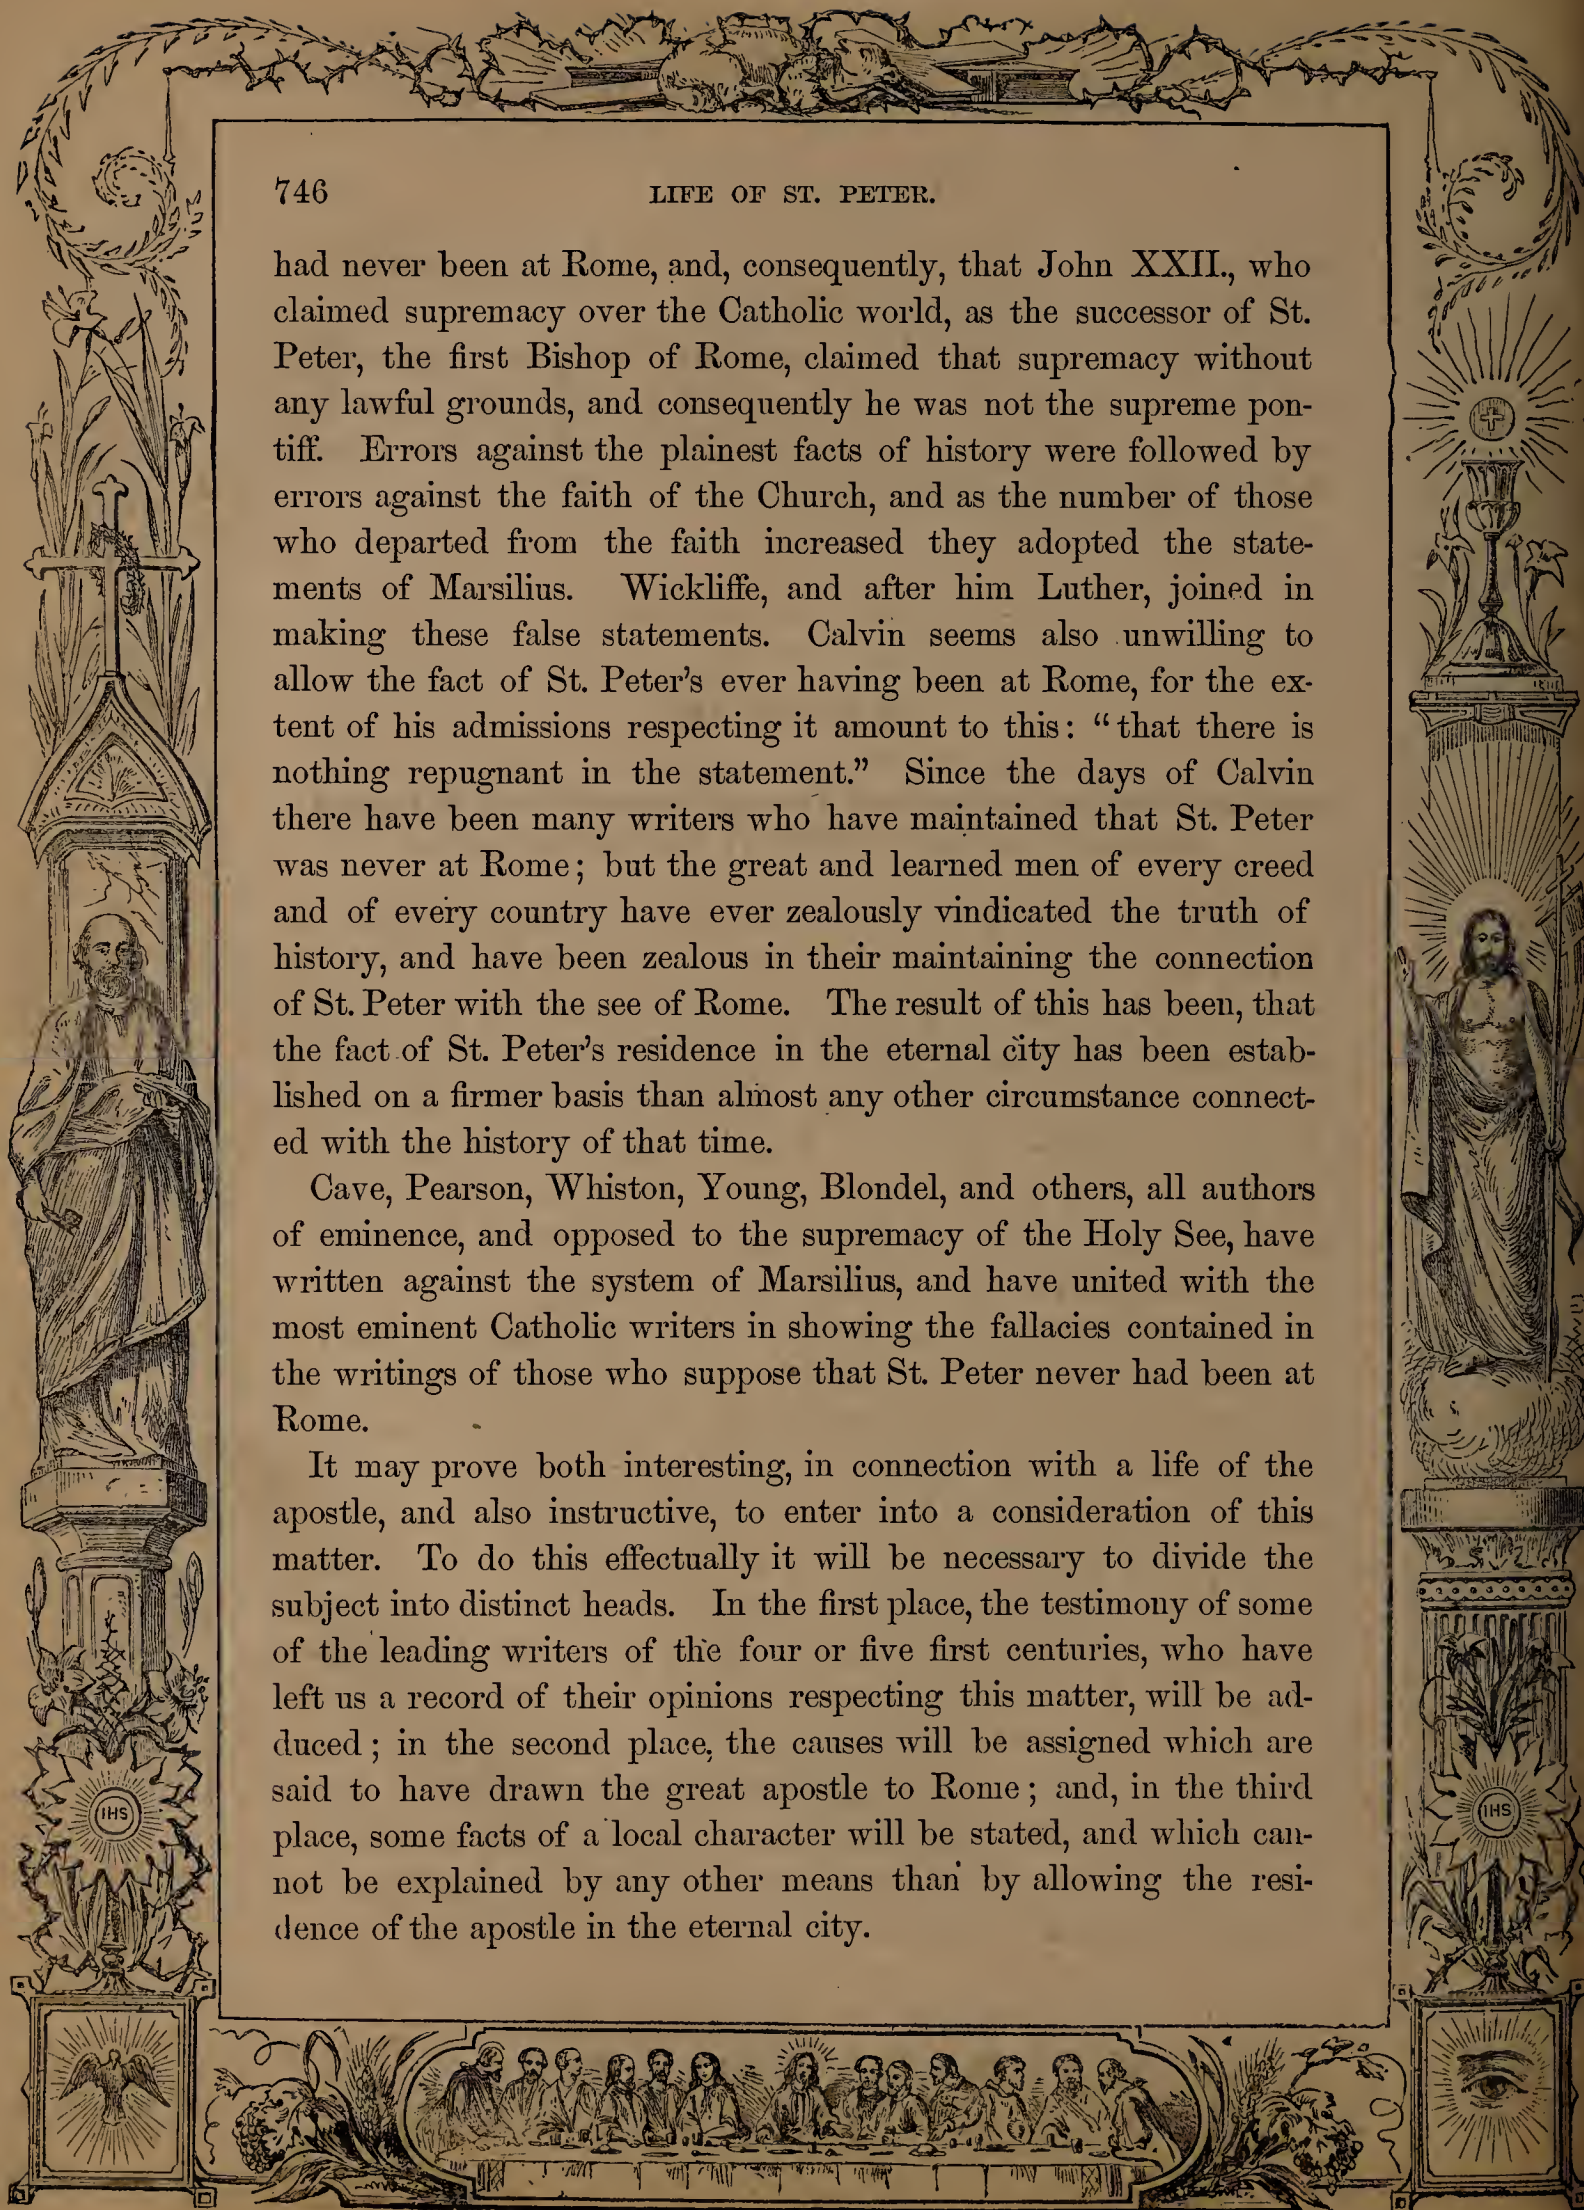 746 LIFE OF ST. PETER.
had never been at Rome, and, consequently, that John XXII., who
claimed supremacy over the Catholic world, as the successor of St.
Peter, the first Bishop of Rome, claimed that supremacy without
any lawful grounds, and consequently he was not the supreme pon-
tiff. Errors against the plainest facts of history were followed by
errors against the faith of the Church, and as the number of those
who departed from the faith increased they adopted the state-
ments of Marsilius. Wickliffe, and after him Luther, joined in
making these false statements. Calvin seems also unwilling to
allow the fact of St. Peter's ever having been at Rome, for the ex-
tent of his admissions respecting it amount to this: "that there is
nothing repugnant in the statement." Since the days of Calvin
there have been many writers who have maintained that St. Peter
was never at Rome; but the great and learned men of every creed
and of every country have ever zealously vindicated the truth of
history, and have been zealous in their maintaining the connection
of St. Peter with the see of Rome. The result of this has been, that
the fact of St. Peter's residence in the eternal city has been estab-
lished on a firmer basis than almost any other circumstance connect-
ed with the history of that time.
Cave, Pearson, Whiston, Young, Blondel, and others, all authors
of eminence, and opposed to the supremacy of the Holy See, have
written against the system of Marsilius, and have united with the
most eminent Catholic writers in showing the fallacies contained in
the writings of those who suppose that St. Peter never had been at
Rome.
It may prove both interesting, in connection with a life of the
apostle, and also instructive, to enter into a consideration of this
matter. To do this effectually it will be necessary to divide the
subject into distinct heads. In the first place, the testimony of some
of the leading writers of the four or five first centuries, who have
left us a record of their opinions respecting this matter, will be ad-
duced; in the second place, the causes will be assigned which are
said to have drawn the great apostle to Rome; and, in the third
place, some facts of a local character will be stated, and which can-
not be explained by any other means than by allowing the resi-
dence of the apostle in the eternal city.
IHS
IHS